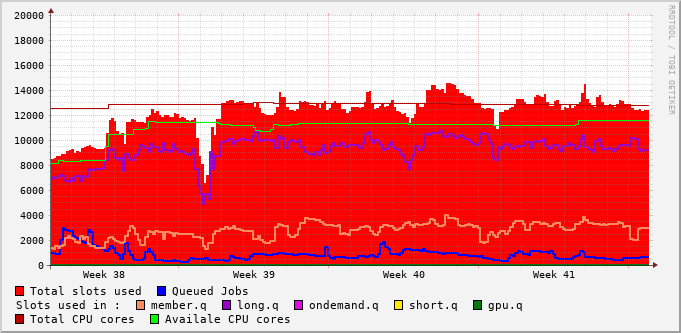 20000
18000
16000
14000
12000
10000
8000
6000
4000
2000
0
Week 38 Week 39 Week 40 Week 41
Total slots used Queued Jobs
Slots used in : member.q long.q ondemand.q short.q gpu.q
Total CPU cores Availale CPU cores
RRDTOOL / TOBI OETIKER